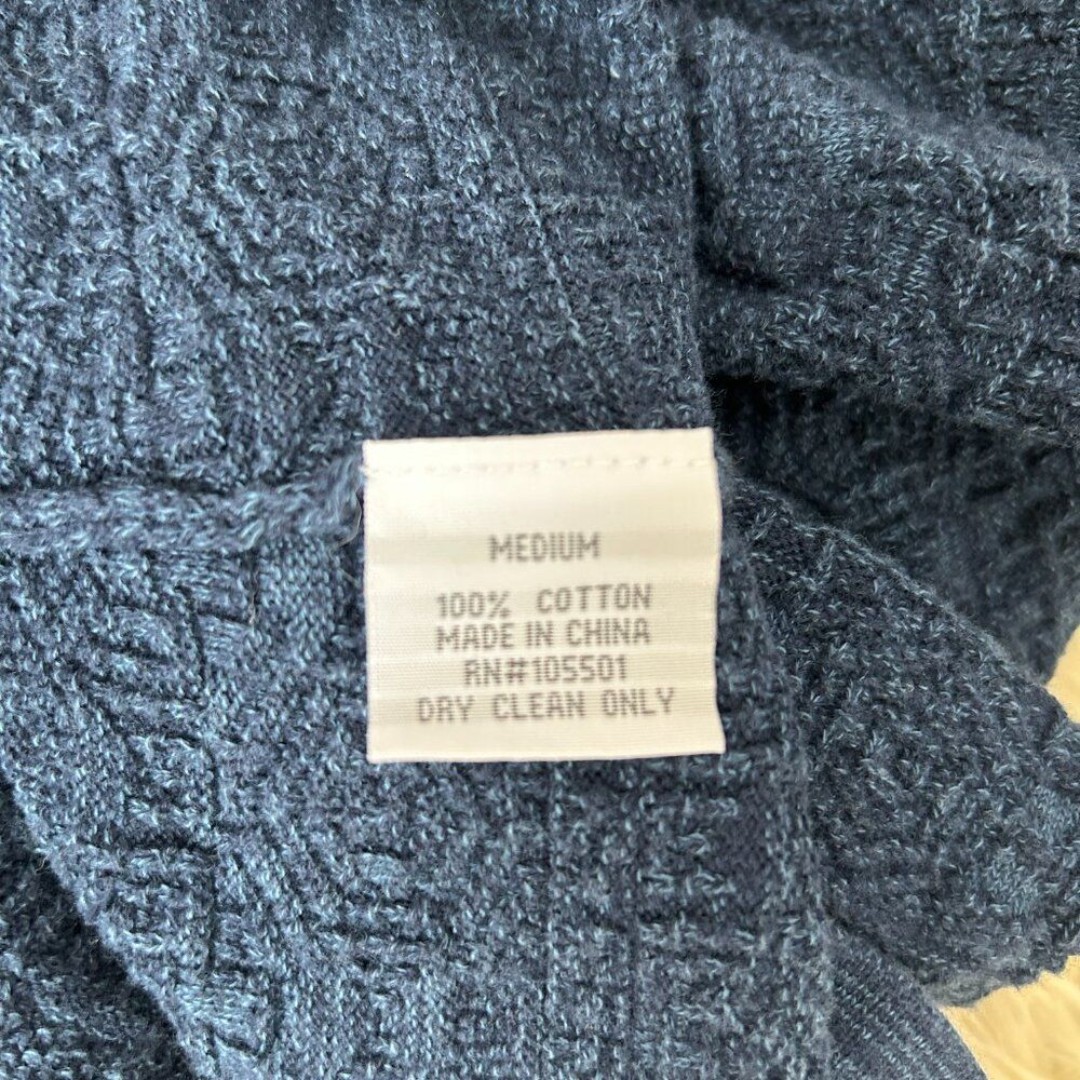 MEDIUM
100% COTTON
MADE IN CHINA
RN#105501
DRY CLEAN ONLY